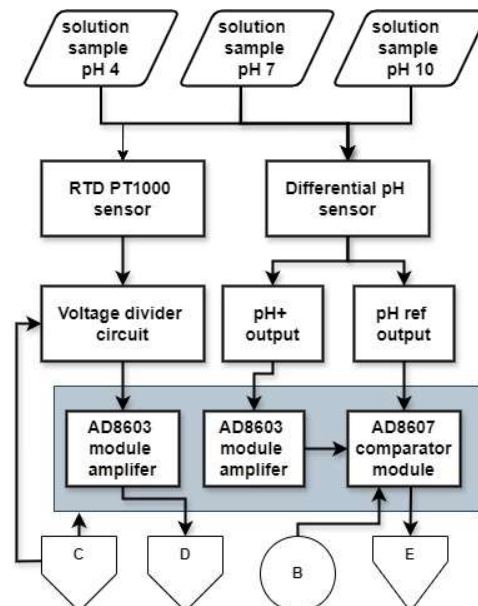 solution
sample
pH 4
solution
sample
pH 7
solution
sample
pH 10
RTD PT1000
sensor
Differential pH
sensor
Voltage divider
circuit
pH+
output
pH ref
output
AD8603
module
amplifer
AD8603
module
amplifer
AD8607
comparator
module
C
D
B
E